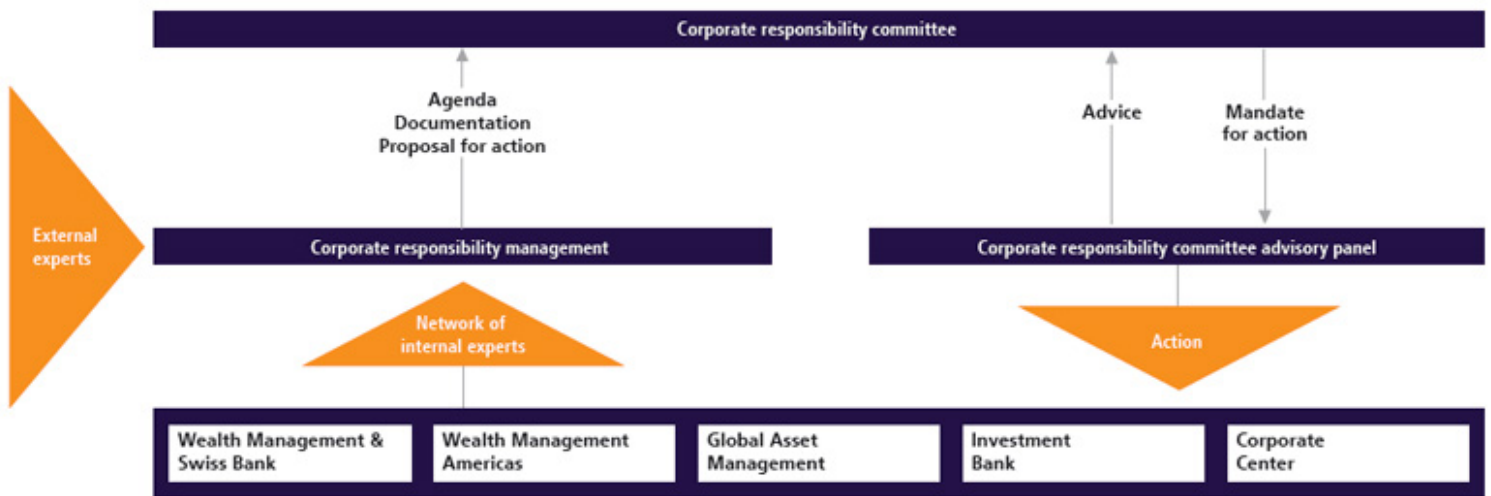 Corporate responsibility committee
Agenda
Documentation
Proposal for action
Advice
Mandate
for action
External
experts
Corporate responsibility management
Corporate responsibility committee advisory panel
Network of
internal experts
Action
Wealth Management &
Swiss Bank
Wealth Management
Americas
Global Asset
Management
Investment
Bank
Corporate
Center